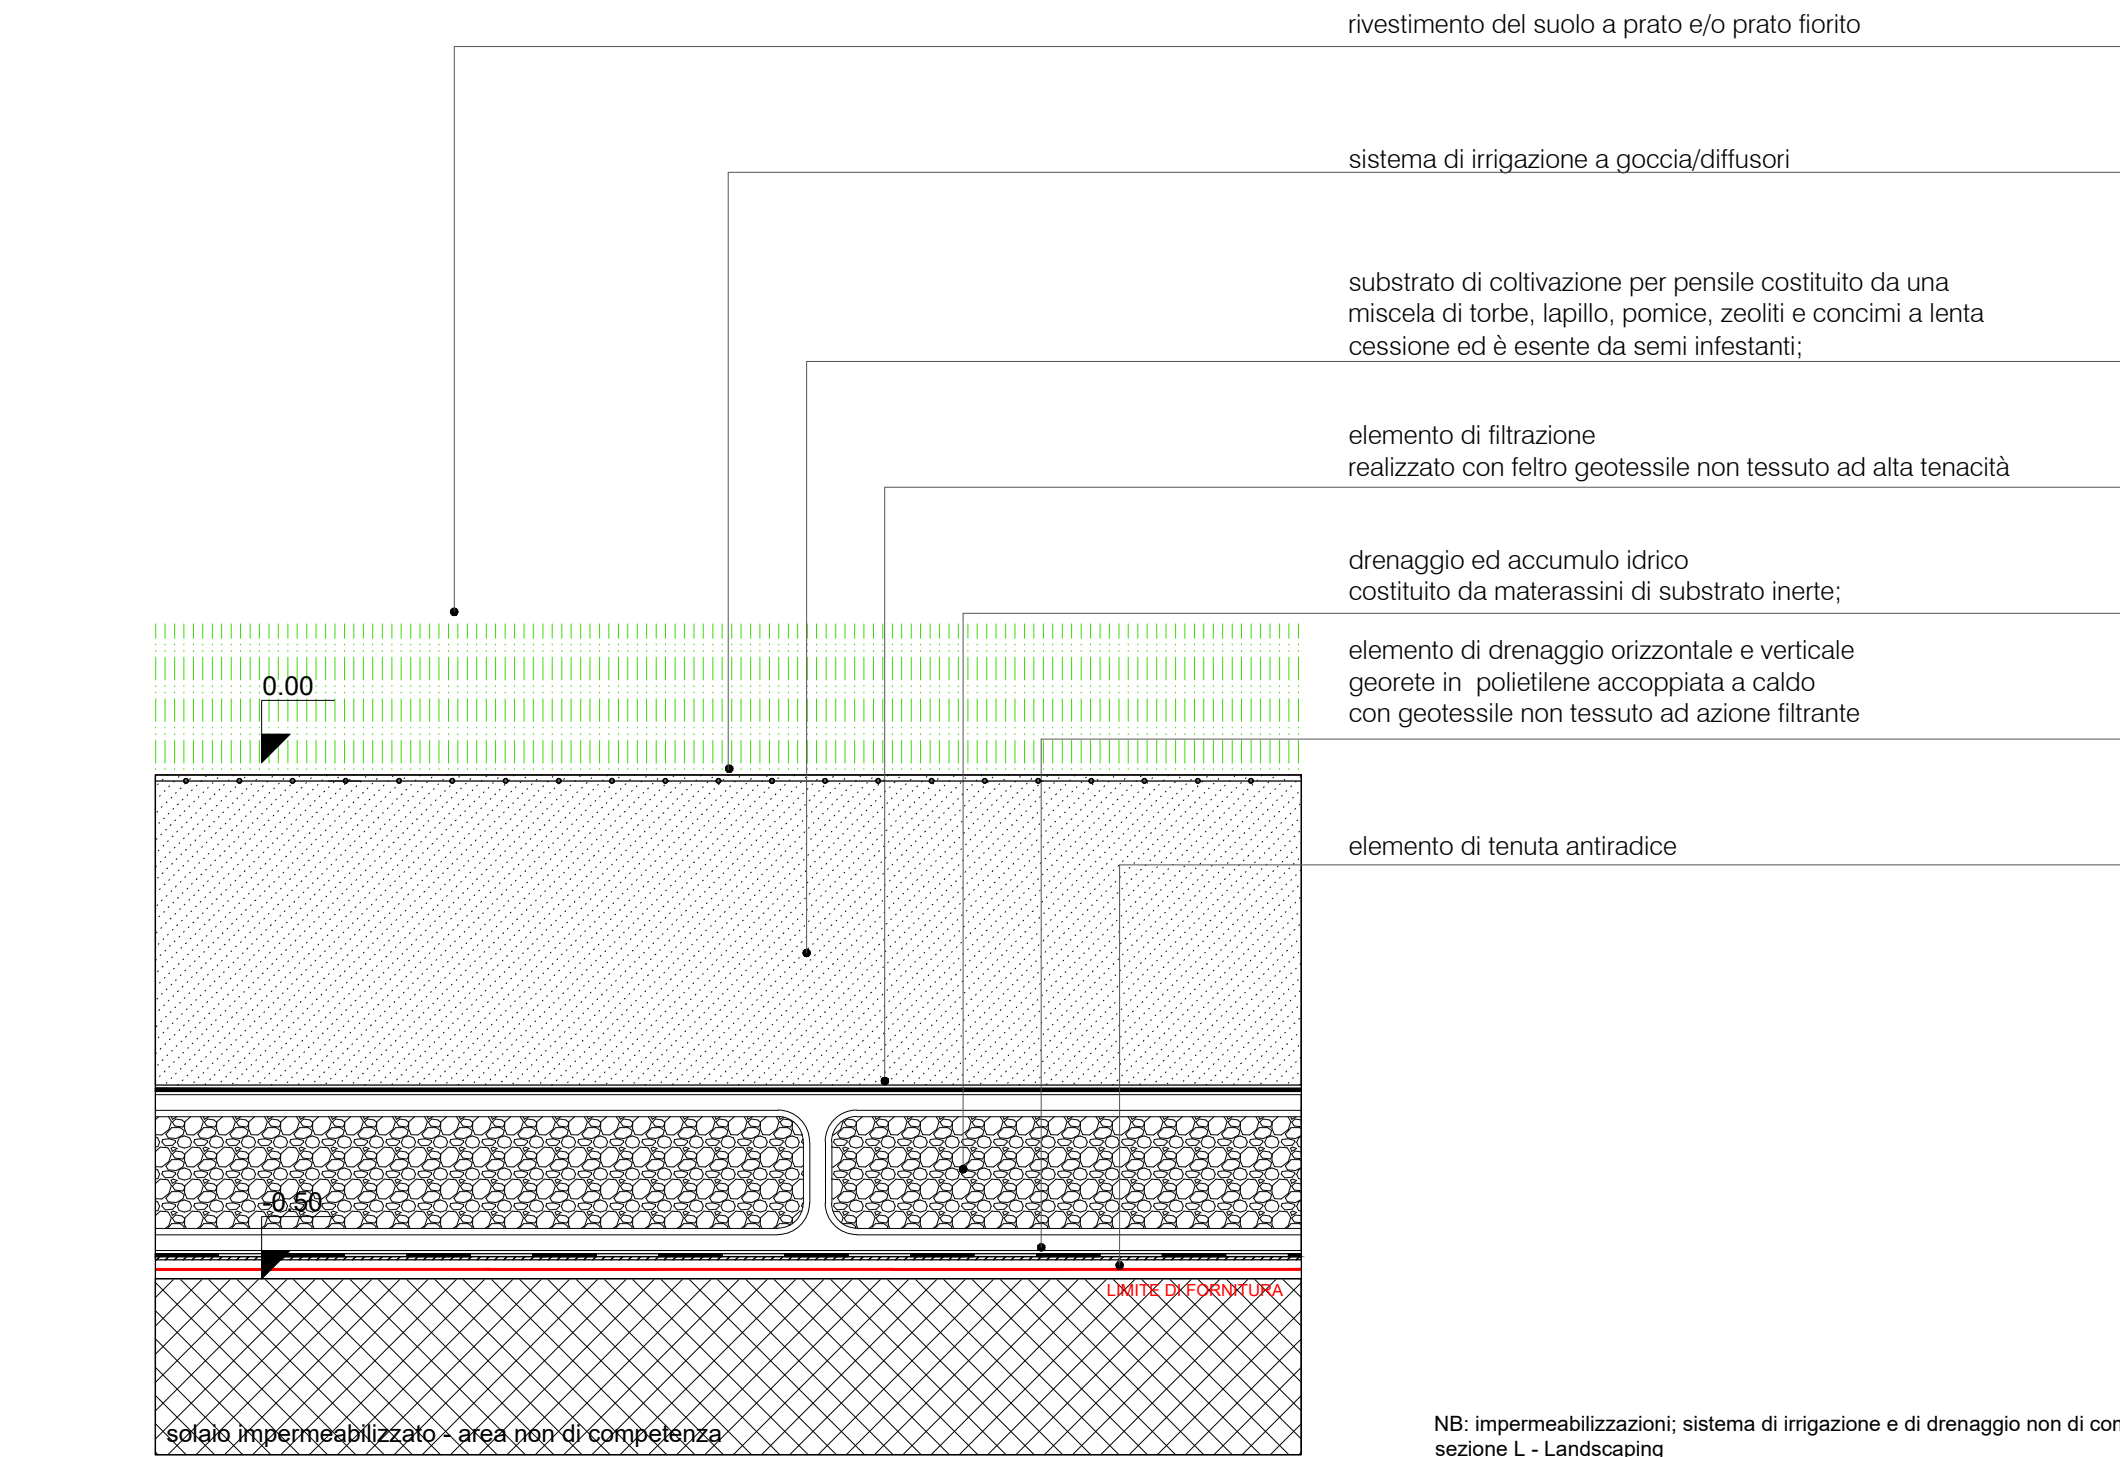 rivestimento del suolo a prato e/o prato fiorito
sistema di irrigazione a goccia/diffusori
substrato di coltivazione per pensile costituito da una
miscela di torbe, lapillo, pomice, zeoliti e concimi a lenta
cessione ed è esente da semi infestanti;
elemento di filtrazione
realizzato con feltro geotessile non tessuto ad alta tenacità
drenaggio ed accumulo idrico
costituito da materassini di substrato inerte;
elemento di drenaggio orizzontale e verticale
georete in  polietilene accoppiata a caldo
con geotessile non tessuto ad azione filtrante
0.00
elemento di tenuta antiradice
-0.50
LIMITE DI FORNITURA
solaio impermeabilizzato - area non di competenza
NB: impermeabilizzazioni; sistema di irrigazione e di drenaggio non di
sezione L - Landscaping